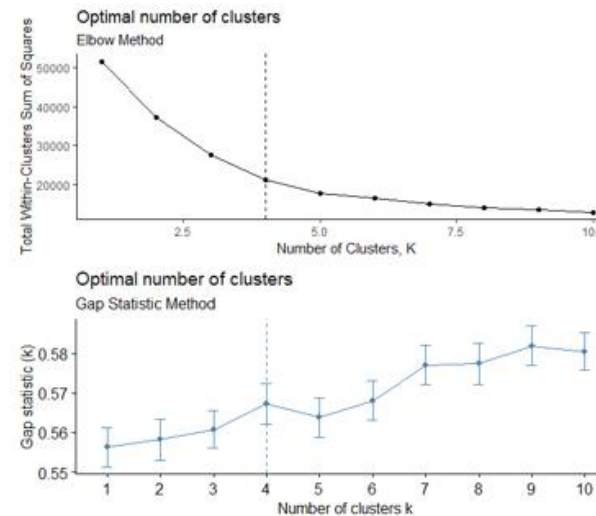 Optimal number of clusters
Elbow Method
Total Within-Clusters Sum of Squares
50000
40000
30000
20000
2.5 5.0 7.5 10.
Number of Clusters, K
Optimal number of clusters
Gap Statistic Method
Gap statistic (k)
0.58
0.57
0.56
0.55
1 2 3 4 5 6 7 8 9 10
Number of clusters k